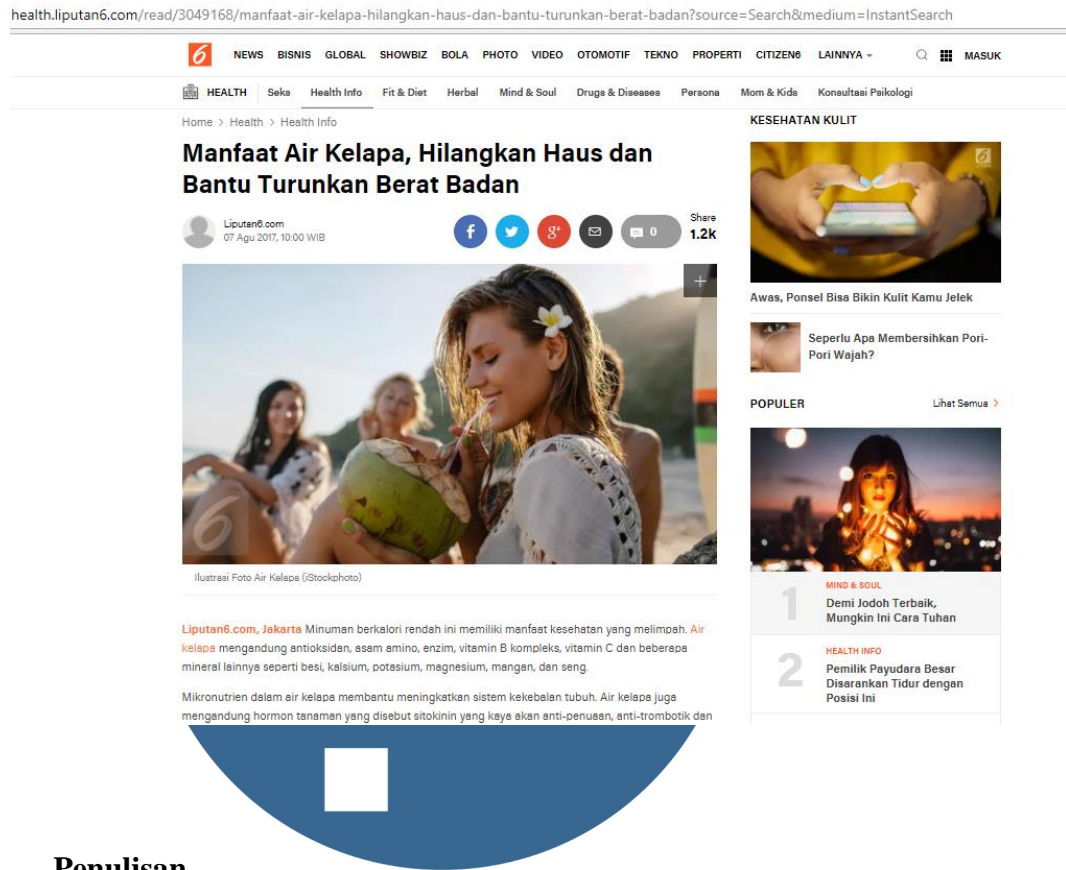 health.liputan6.com/read/3049168/manfaat-air-kelapa-hilangkan-haus-dan-bantu-turunkan-berat-badan?source=Search&medium=InstantSearch
6 NEWS BISNIS GLOBAL SHOWBIZ BOLA PHOTO VIDEO OTOMOTIF TEKNO PROPERTI CITIZEN6 LAINNYA MASUK
HEALTH Seks Health Info Fit & Diet Herbal Mind & Soul Drugs & Diseases Persona Mom & Kids Konsultasi Psikologi
Home > Health > Health Info
Manfaat Air Kelapa, Hilangkan Haus dan
Bantu Turunkan Berat Badan
Liputan6.com
07 Agu 2017, 10:00 WIB
f
g+
0
Share
1.2k
6
Ilustrasi Foto Air Kelapa (iStockphoto)
Liputan6.com, Jakarta Minuman berkalori rendah ini memiliki manfaat kesehatan yang melimpah. Air
kelapa mengandung antioksidan, asam amino, enzim, vitamin B kompleks, vitamin C dan beberapa
mineral lainnya seperti besi, kalsium, potasium, magnesium, mangan, dan seng.
Mikronutrien dalam air kelapa membantu meningkatkan sistem kekebalan tubuh. Air kelapa juga
mengandung hormon tanaman yang disebut sitokinin yang kaya akan anti-penuaan, anti-trombotik dan
KESEHATAN KULIT
6
Awas, Ponsel Bisa Bikin Kulit Kamu Jelek
Seperlu Apa Membersihkan Pori-
Pori Wajah?
POPULER Lihat Semua >
1
MIND & SOUL
Demi Jodoh Terbaik,
Mungkin Ini Cara Tuhan
2
HEALTH INFO
Pemilik Payudara Besar
Disarankan Tidur dengan
Posisi Ini
Penulisan